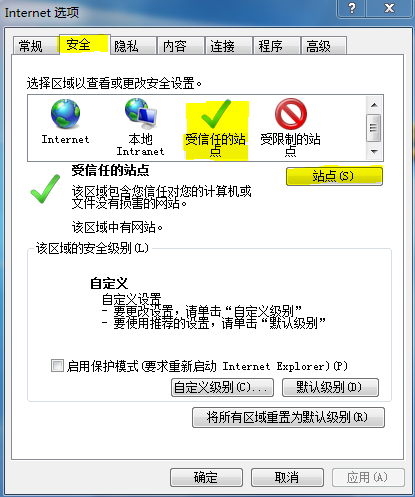 Internet 选项
常规 安全 隐私 内容 连接 程序 高级
选择区域以查看或更改安全设置。
Internet
本地
Intranet
受信任的站
点
受限制的站
点
受信任的站点
站点(S)
该区域包含您信任对您的计算机或
文件没有损害的网站。
该区域中有网站。
该区域的安全级别(L)
自定义
自定义设置
- 要更改设置，请单击“自定义级别”
- 要使用推荐的设置，请单击“默认级别”
启用保护模式(要求重新启动 Internet Explorer)(P)
自定义级别(C)... 默认级别(D)
将所有区域重置为默认级别(R)
确定 取消 应用(A)